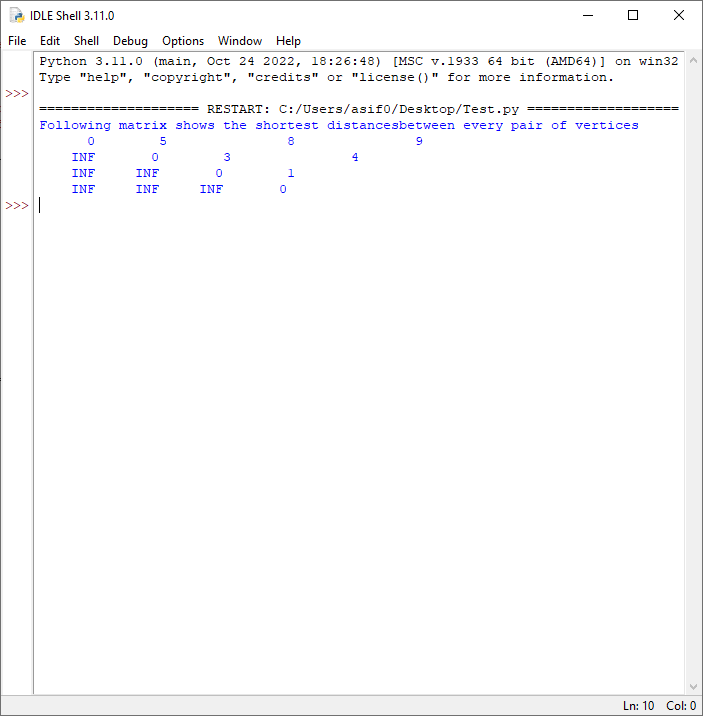 IDLE Shell 3.11.0
File Edit Shell Debug Options Window Help
Python 3.11.0 (main, Oct 24 2022, 18:26:48) [MSC v.1933 64 bit (AMD64)] on win32
Type "help", "copyright", "credits" or "license()" for more information.
>>>
==================== RESTART: C:/Users/asif0/Desktop/Test.py ===================
Following matrix shows the shortest distancesbetween every pair of vertices
0 5 8 9
INF 0 3 4
INF INF 0 1
INF INF INF 0
>>>
Ln: 10 Col: 0